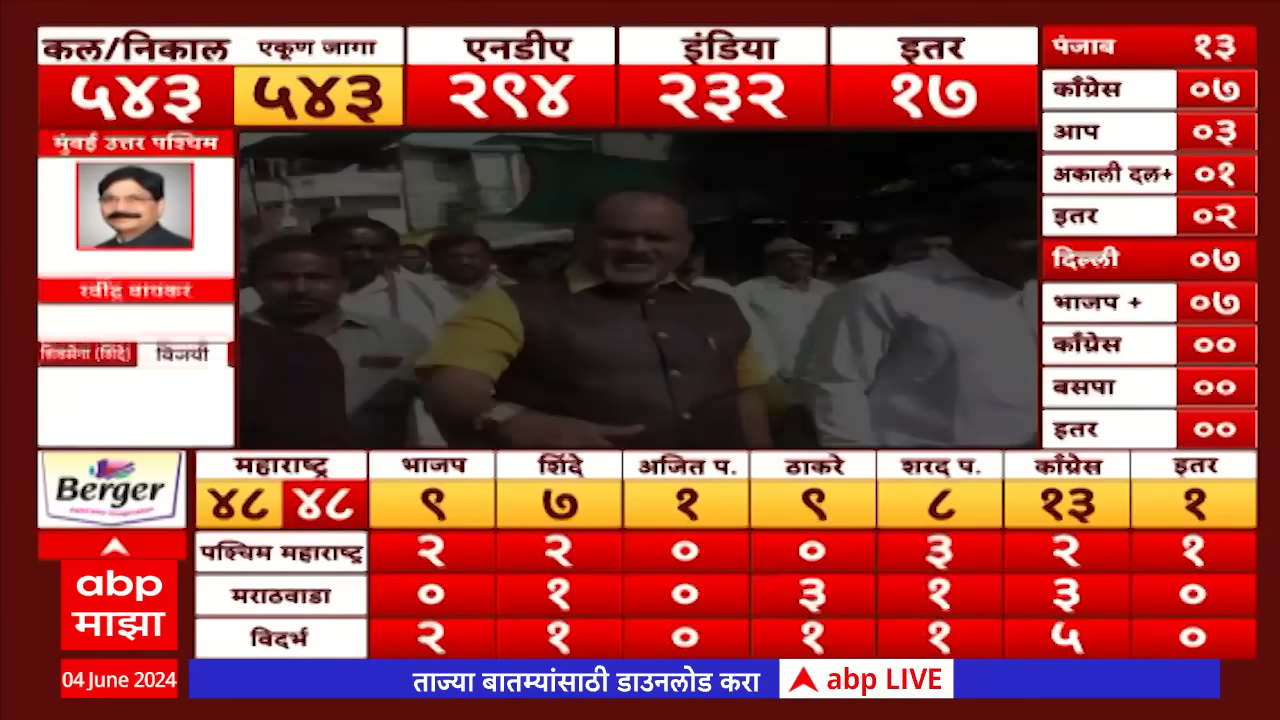 कल/निकाल एकूण जागा एनडीए इंडिया इतर
५४३ ५४३ २९४ २३२ १७
मुंबई उत्तर पश्चिम
रवींद्र वायकर
शिवसेना (शिंदे) विजयी
पंजाब १३
काँग्रेस ०७
आप ०३
अकाली दल+ ०१
इतर ०२
दिल्ली ०७
भाजप + ०७
काँग्रेस ००
बसपा ००
इतर ००
Berger
महाराष्ट्र भाजप शिंदे अजित प. ठाकरे शरद प. काँग्रेस इतर
४८ ४८ ९ ७ १ ९ ८ १३ १
पश्चिम महाराष्ट्र २ २ ० ० ३ २ १
मराठवाडा ० १ ० ३ १ ३ ०
विदर्भ २ १ ० १ १ ५ ०
abp
माझा
04 June 2024
ताज्या बातम्यांसाठी डाउनलोड करा abp LIVE